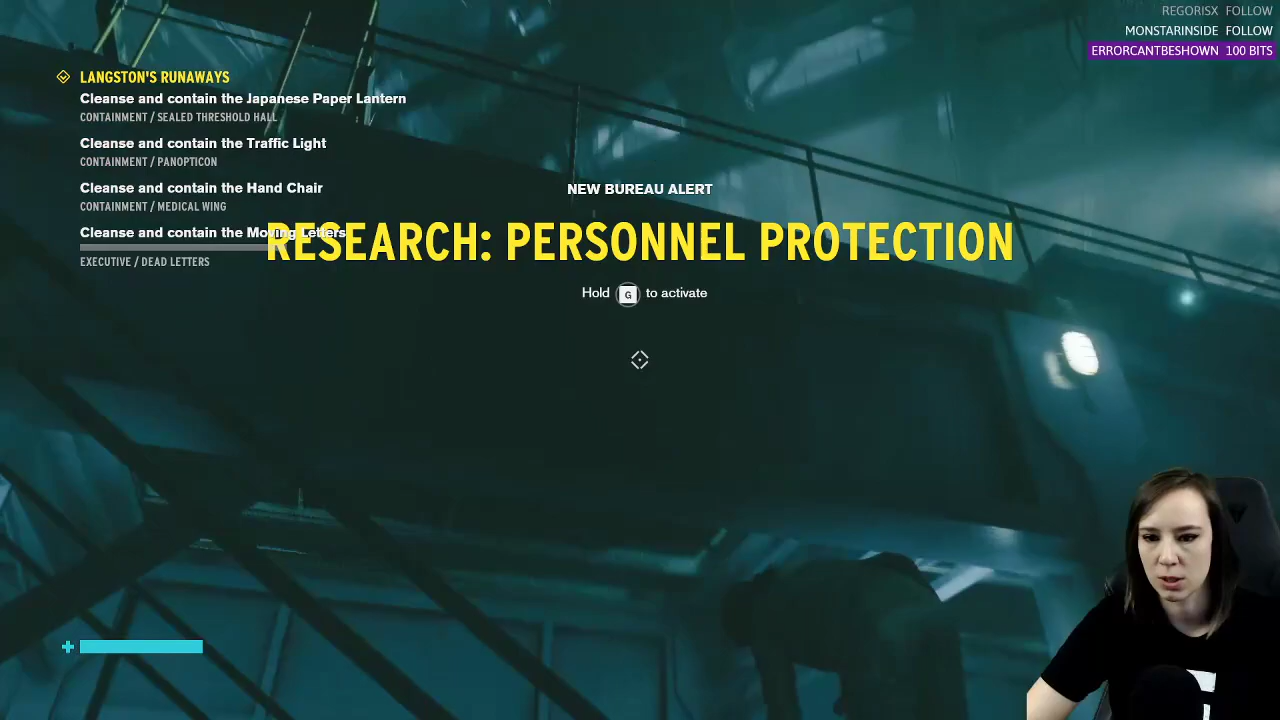 REGORISX FOLLOW
MONSTARINSIDE FOLLOW
ERRORCANTBESHOWN 100 BITS
LANGSTON'S RUNAWAYS
Cleanse and contain the Japanese Paper Lantern
CONTAINMENT / SEALED THRESHOLD HALL
Cleanse and contain the Traffic Light
CONTAINMENT / PANOPTICON
Cleanse and contain the Hand Chair
CONTAINMENT / MEDICAL WING
Cleanse and contain the Moving Letters
EXECUTIVE / DEAD LETTERS
NEW BUREAU ALERT
RESEARCH: PERSONNEL PROTECTION
Hold G to activate